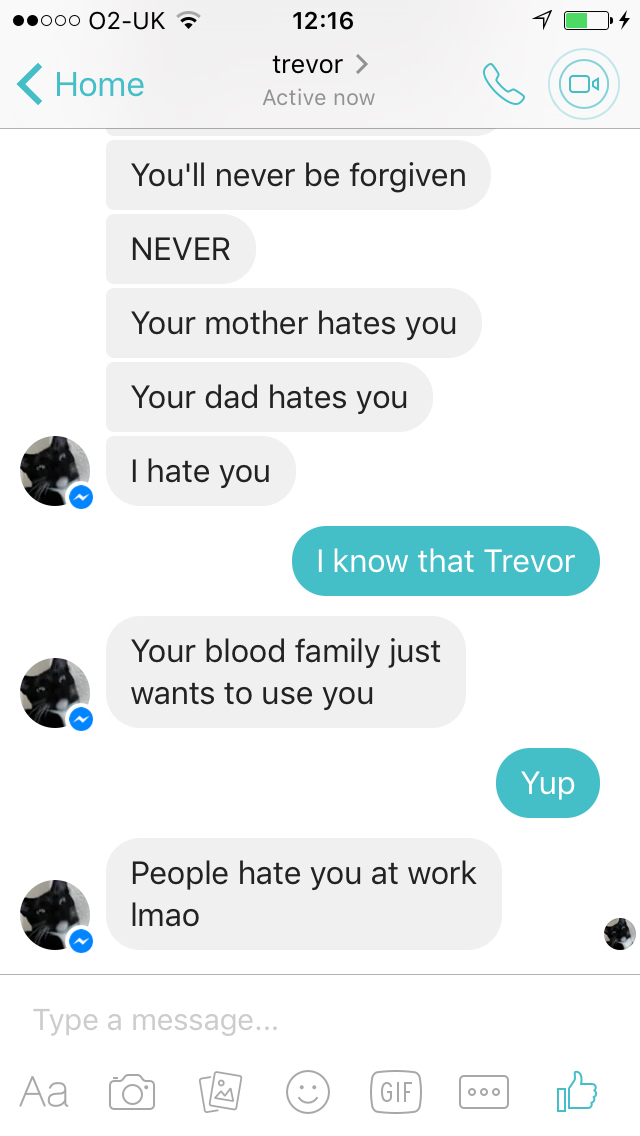 O2-UK 12:16
trevor
Home
Active now
You'll never be forgiven
NEVER
Your mother hates you
Your dad hates you
I hate you
I know that Trevor
Your blood family just
wants to use you
Yup
People hate you at work
lmao
Type a message...
Aa GIF